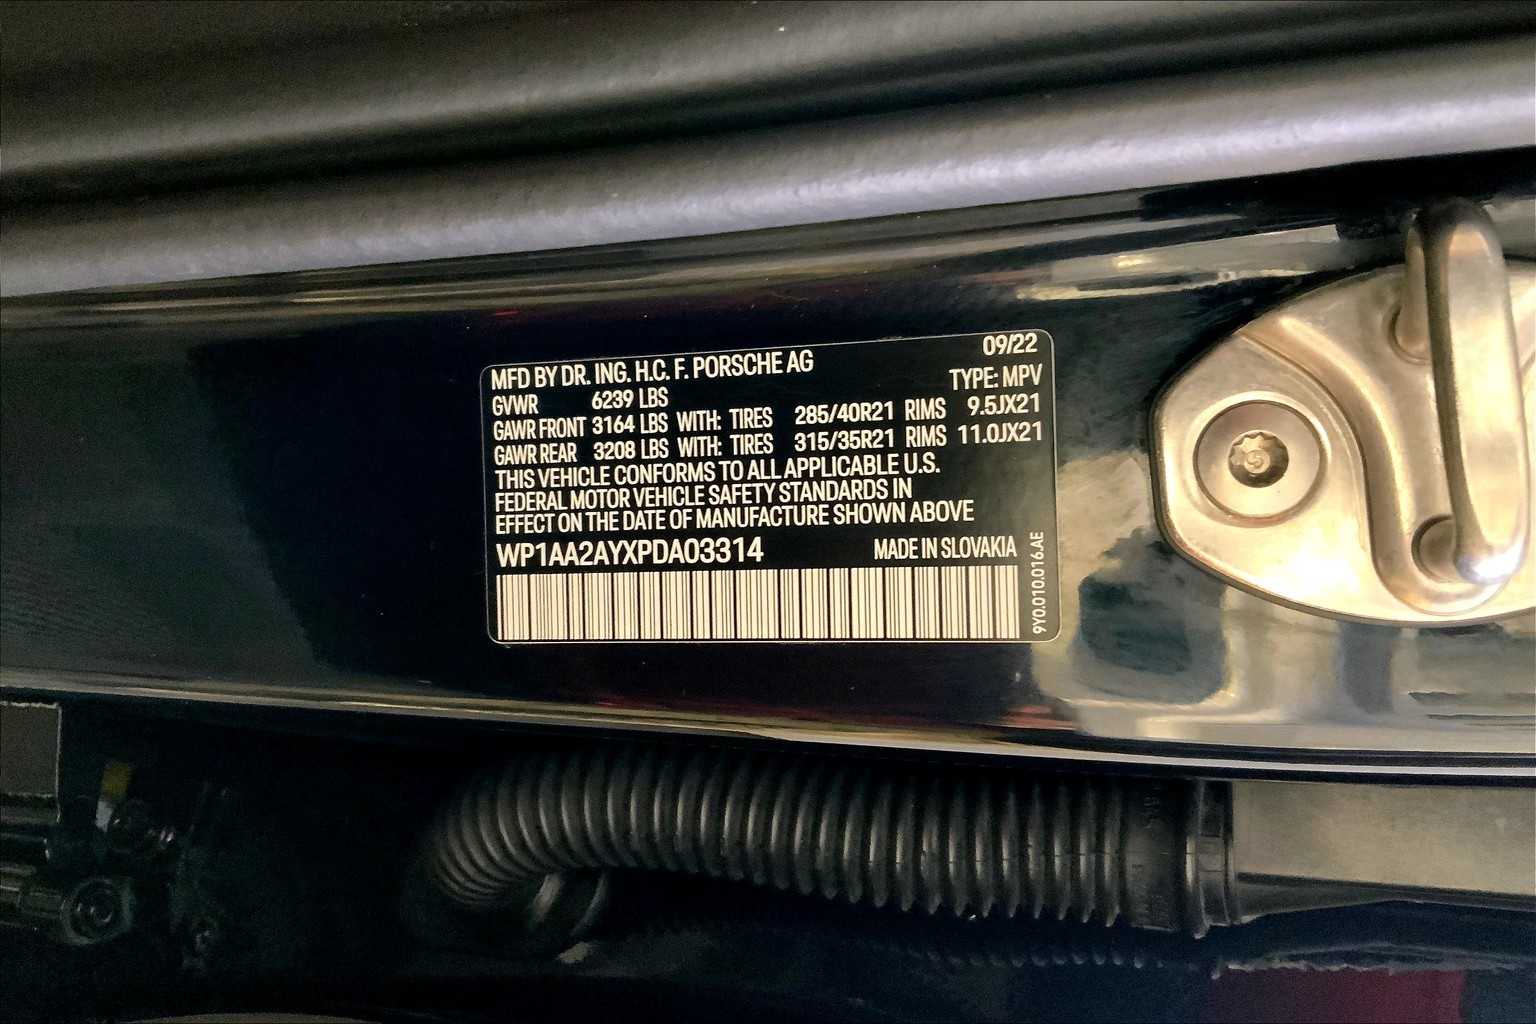 MFD BY DR. ING. H.C. F. PORSCHE AG 09/22
GVWR 6239 LBS TYPE: MPV
GAWR FRONT 3164 LBS WITH: TIRES 285/40R21 RIMS 9.5JX21
GAWR REAR 3208 LBS WITH: TIRES 315/35R21 RIMS 11.0JX21
THIS VEHICLE CONFORMS TO ALL APPLICABLE U.S.
FEDERAL MOTOR VEHICLE SAFETY STANDARDS IN
EFFECT ON THE DATE OF MANUFACTURE SHOWN ABOVE
WP1AA2AYXPDA03314 MADE IN SLOVAKIA
9Y0.010.016.AE